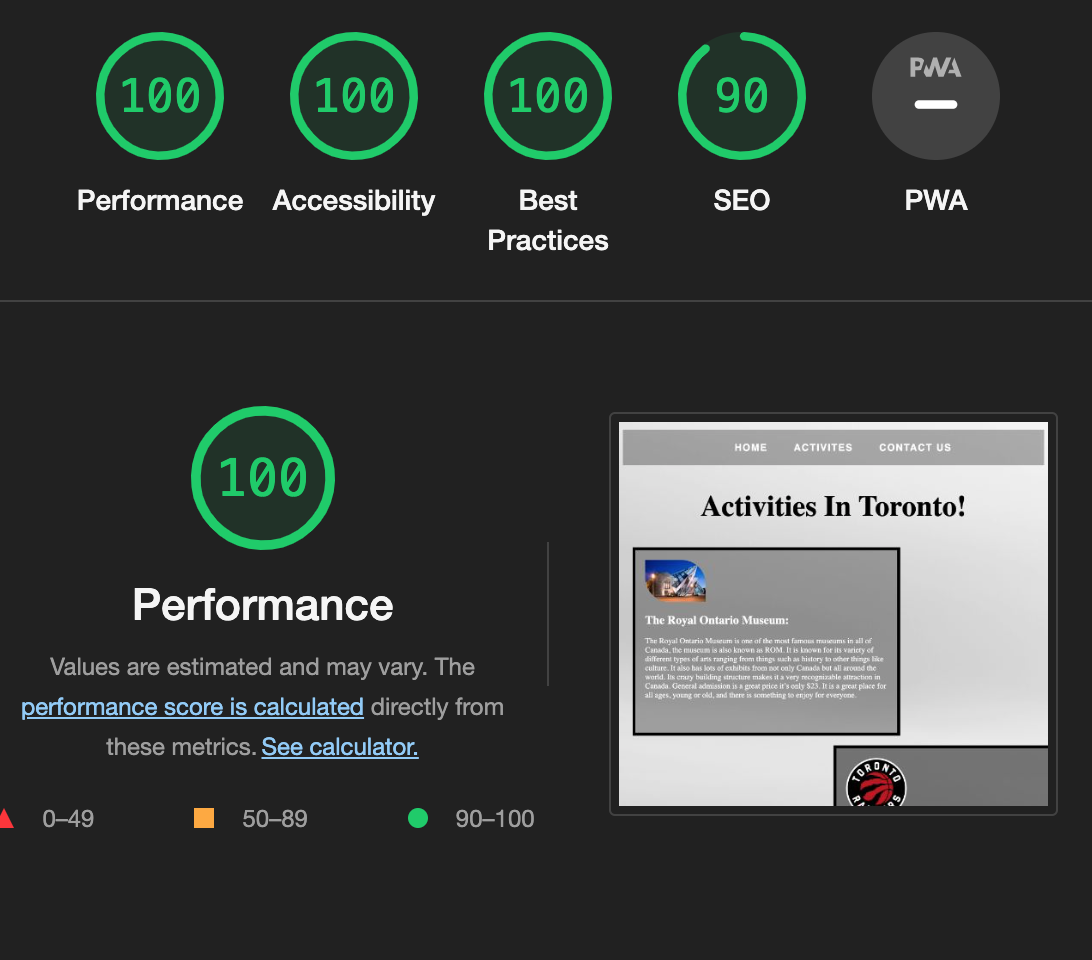 100
100
100
90
PWA
Performance
Accessibility
Best
Practices
SEO
PWA
100
Performance
Values are estimated and may vary. The
performance score is calculated directly from
these metrics. See calculator.
0–49
50–89
90–100
HOME ACTIVITES CONTACT US
Activities In Toronto!
The Royal Ontario Museum:
The Royal Ontario Museum is one of the most famous museums in all of
Canada, the museum is also known as ROM. It is known for its variety of
different types of arts ranging from things such as history to other things like
culture. It also has lots of exhibits from not only Canada but all around the
world. Its crazy building structure makes it a very recognizable attraction in
Canada. General admission is a great price it's only $23. It is a great place for
all ages, young or old, and there is something to enjoy for everyone.
TORONTO